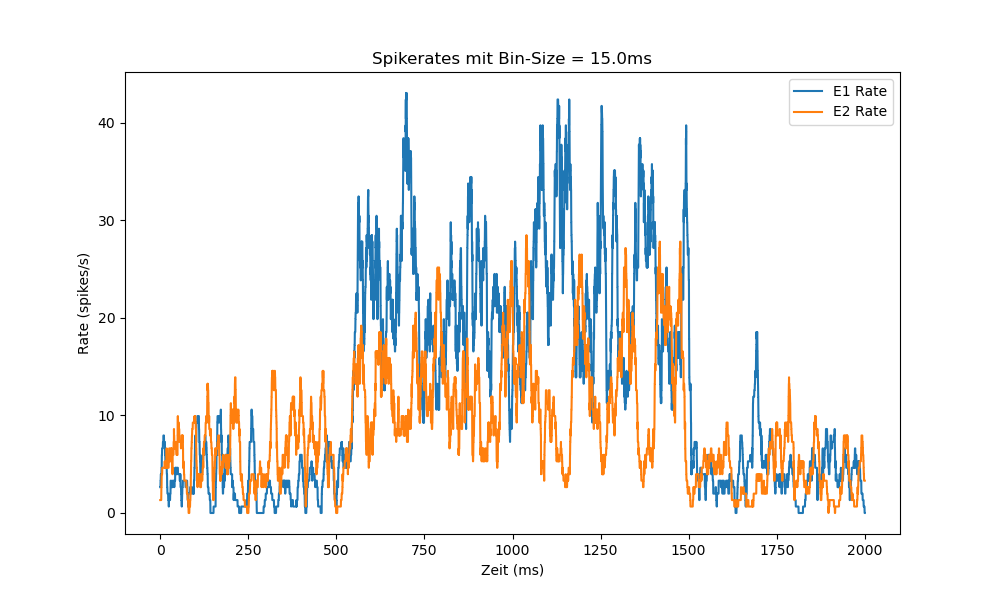 Spikerates mit Bin-Size = 15.0ms
E1 Rate
E2 Rate
Rate (spikes/s)
40
30
20
10
0
0 250 500 750 1000 1250 1500 1750 2000
Zeit (ms)